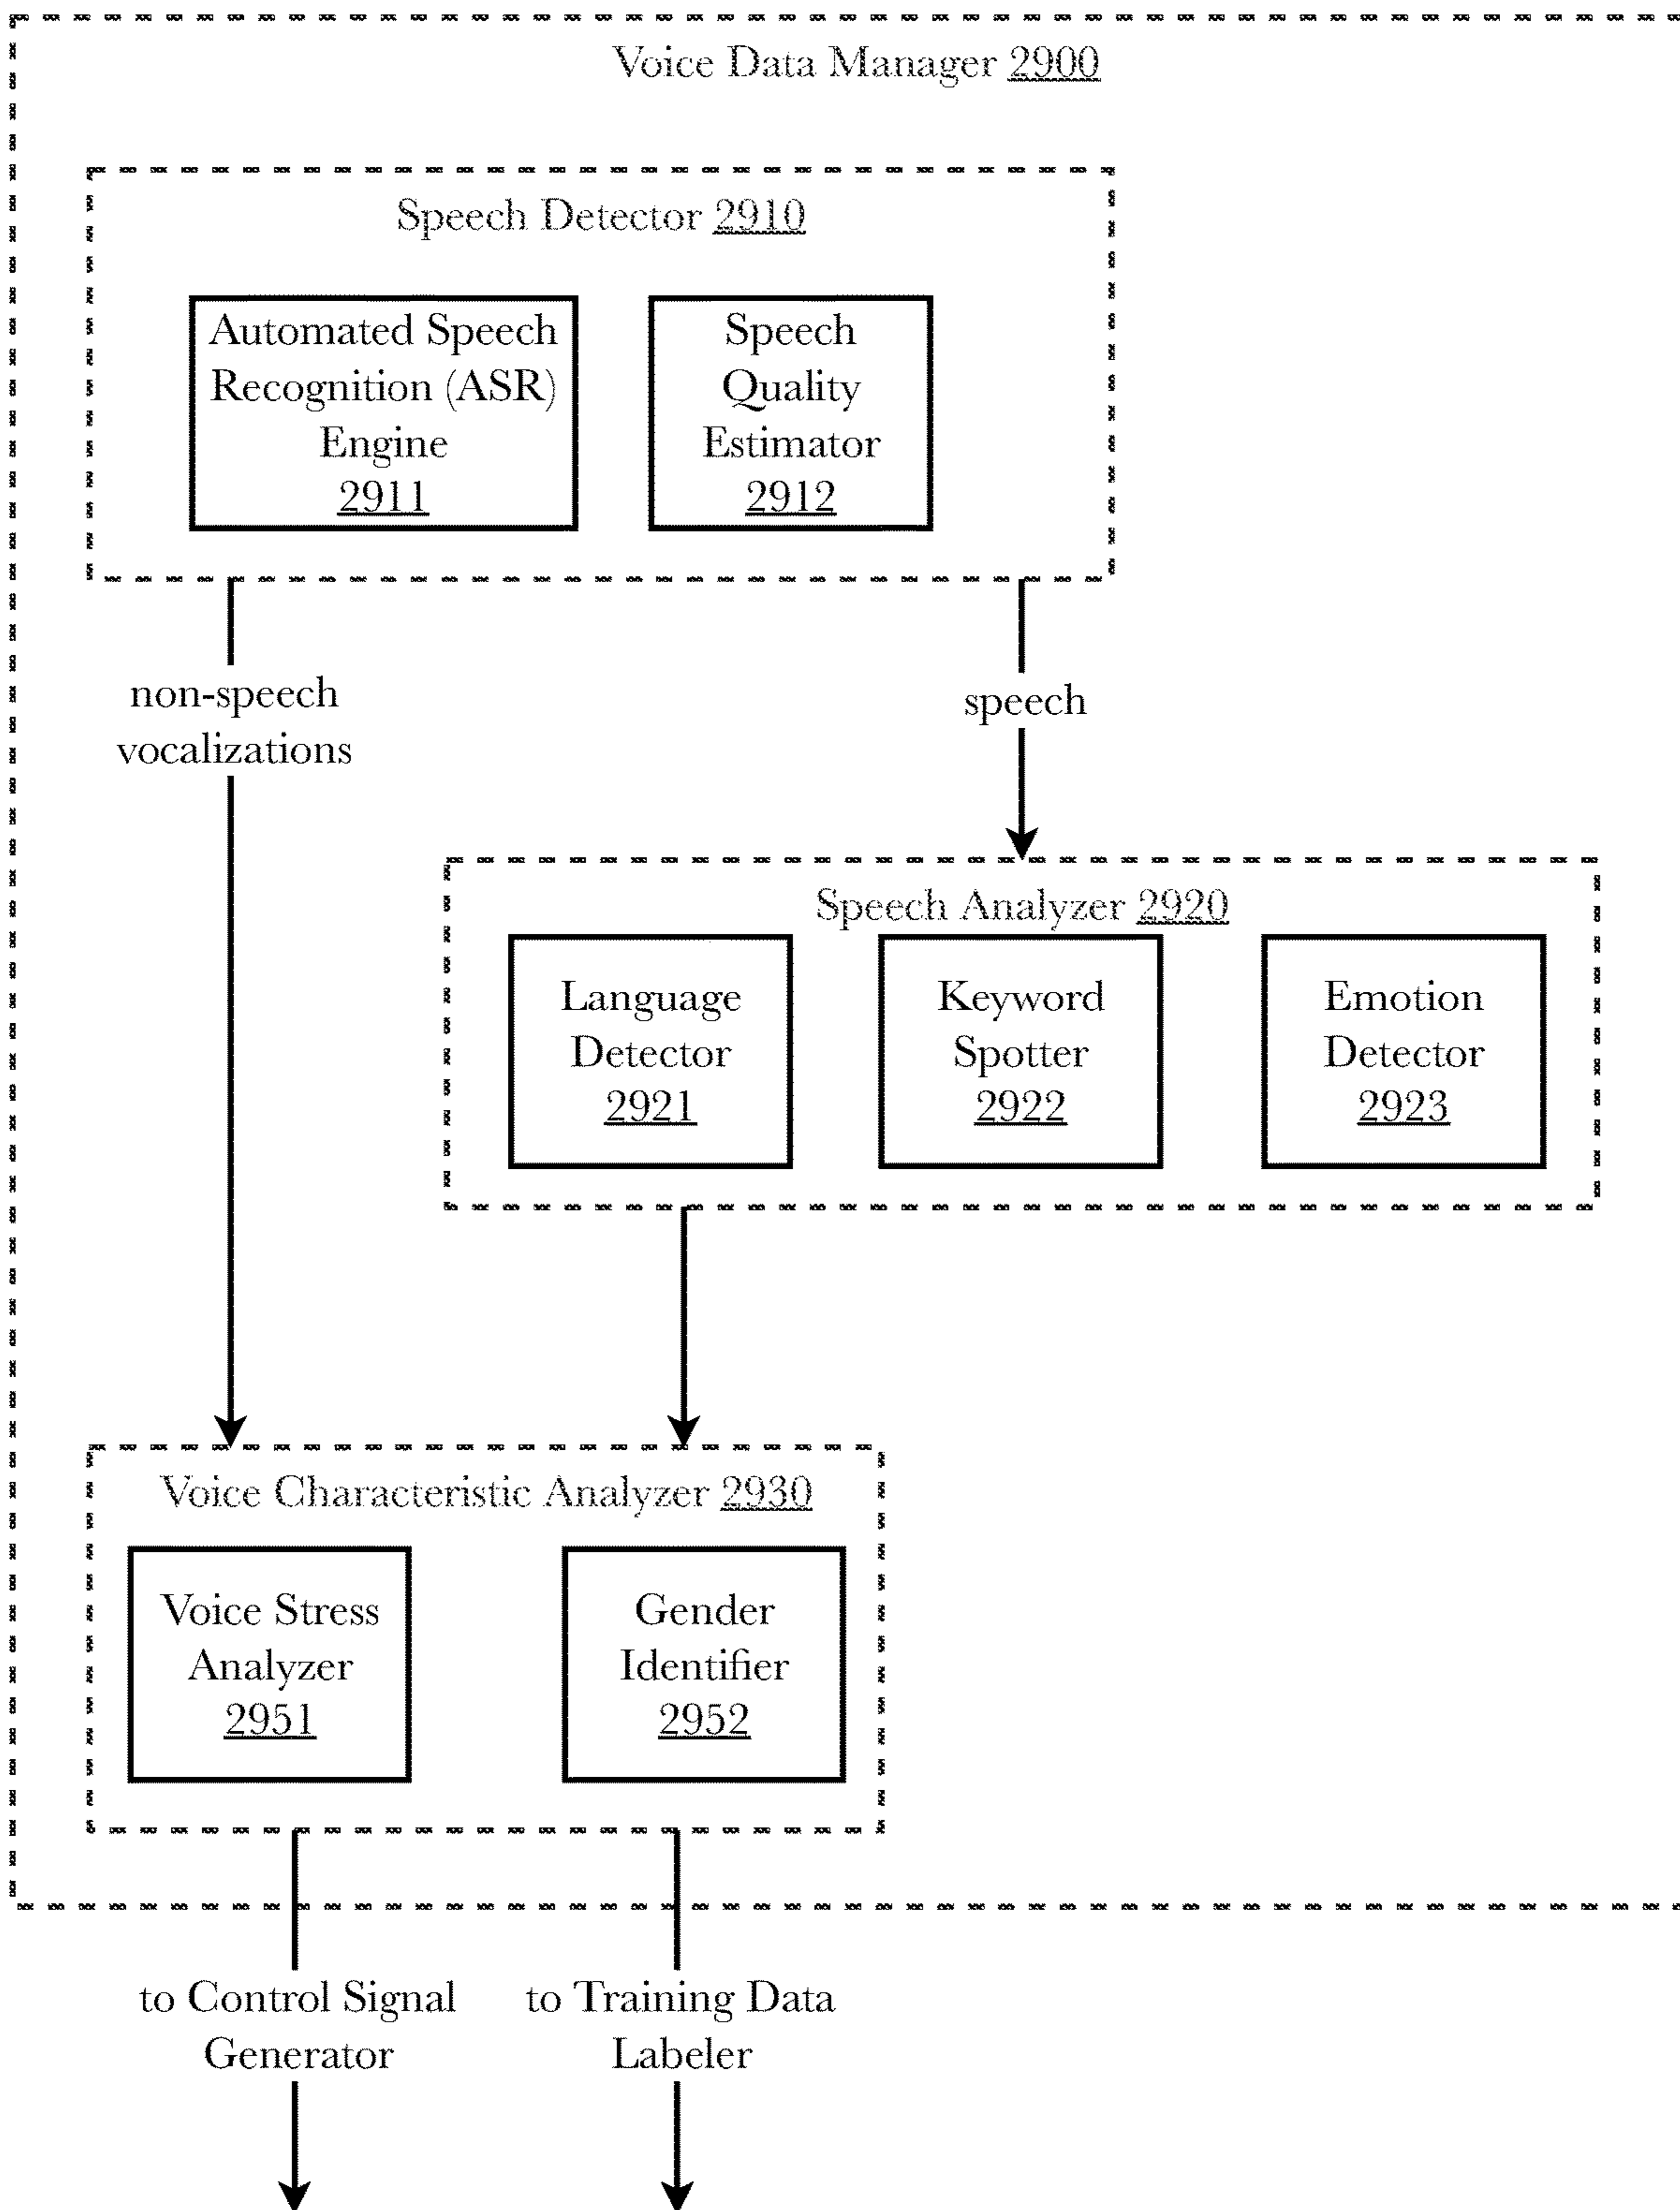 Voice Data Manager 2900
Speech Detector 2910
Automated Speech
Recognition (ASR)
Engine
2911
Speech
Quality
Estimator
2912
non-speech
vocalizations
speech
Speech Analyzer 2920
Language
Detector
2921
Keyword
Spotter
2922
Emotion
Detector
2923
Voice Characteristic Analyzer 2930
Voice Stress
Analyzer
2951
Gender
Identifier
2952
to Control Signal
Generator
to Training Data
Labeler